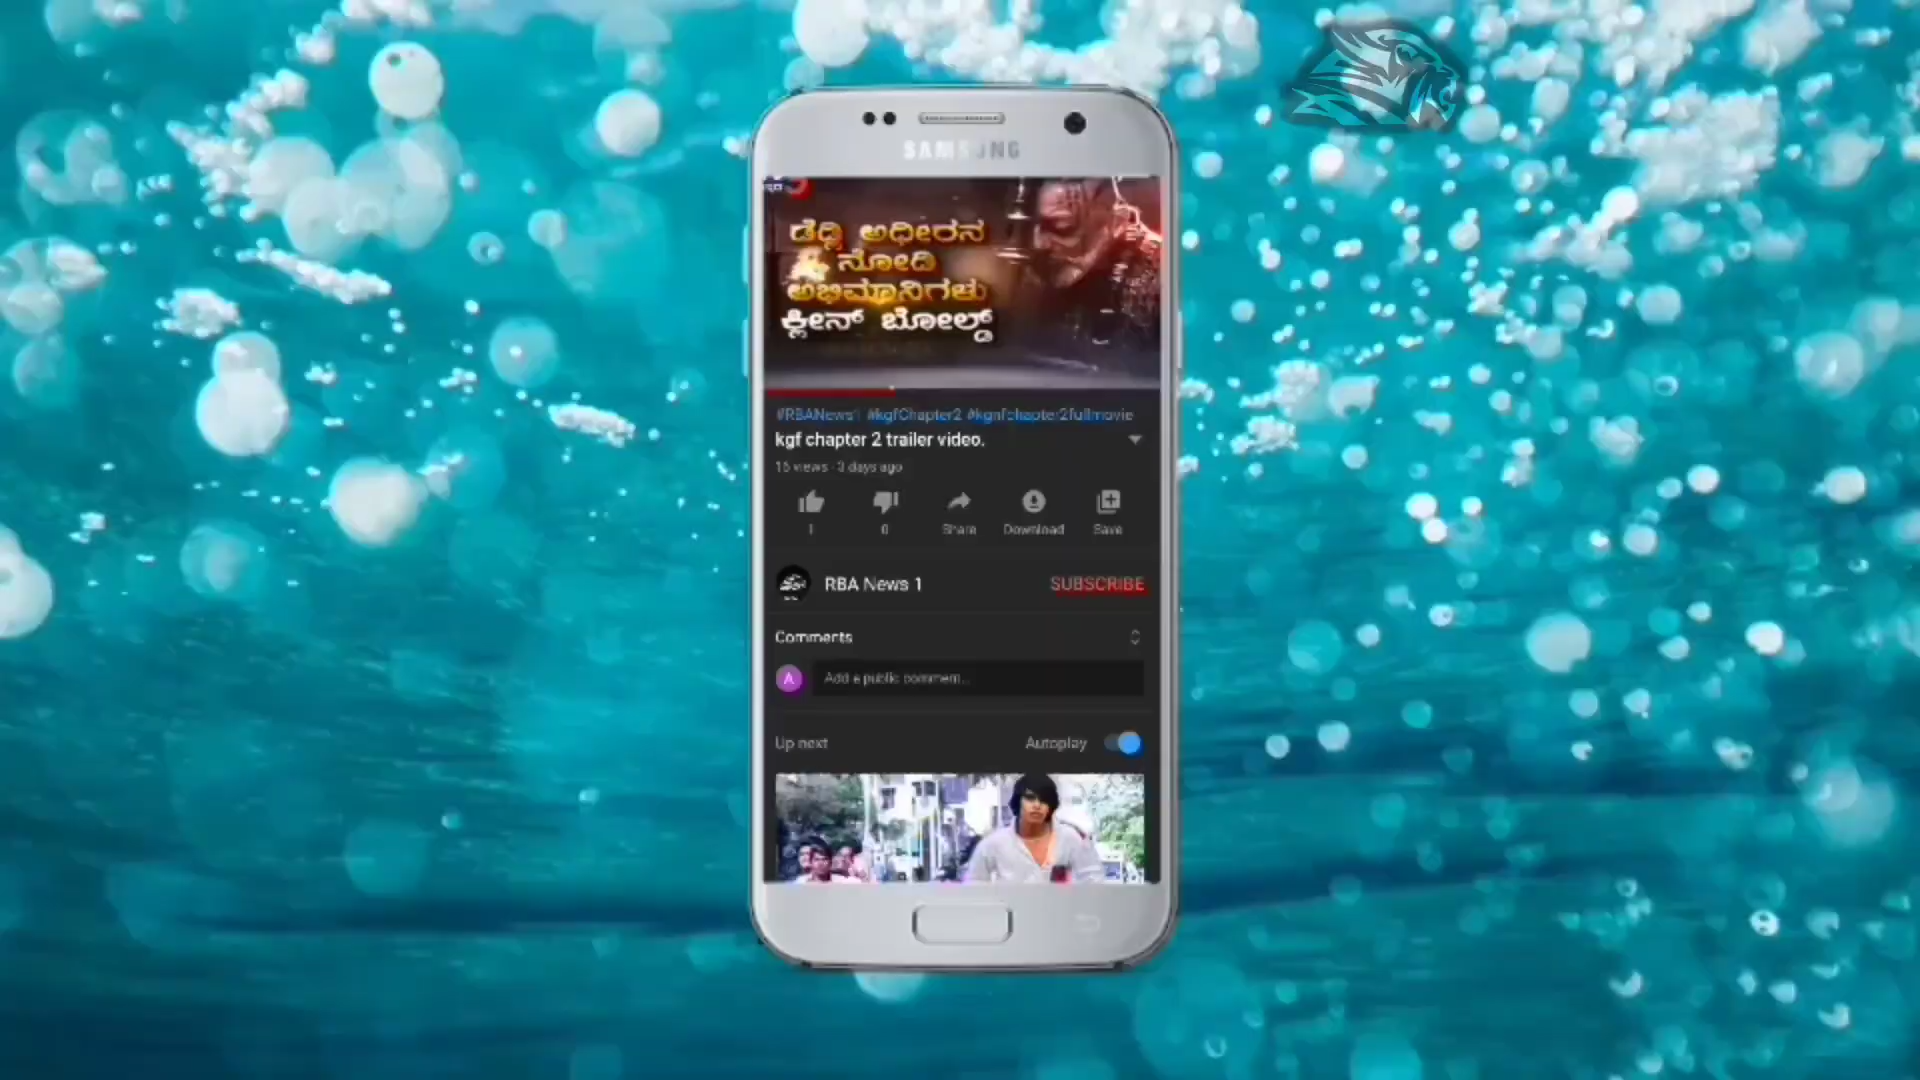 SAMSUNG
ಡೆಡ್ಲಿ ಅಧೀರನ
ನೋಡಿ
ಅಭಿಮಾನಿಗಳು
ಕ್ಲೀನ್ ಬೋಲ್ಡ್
#RBANews1 #kgfChapter2 #kgnfchapter2fullmovie
kgf chapter 2 trailer video.
15 views · 3 days ago
1 0 Share Download Save
RBA News 1 SUBSCRIBE
Comments
A Add a public comment...
Up next Autoplay